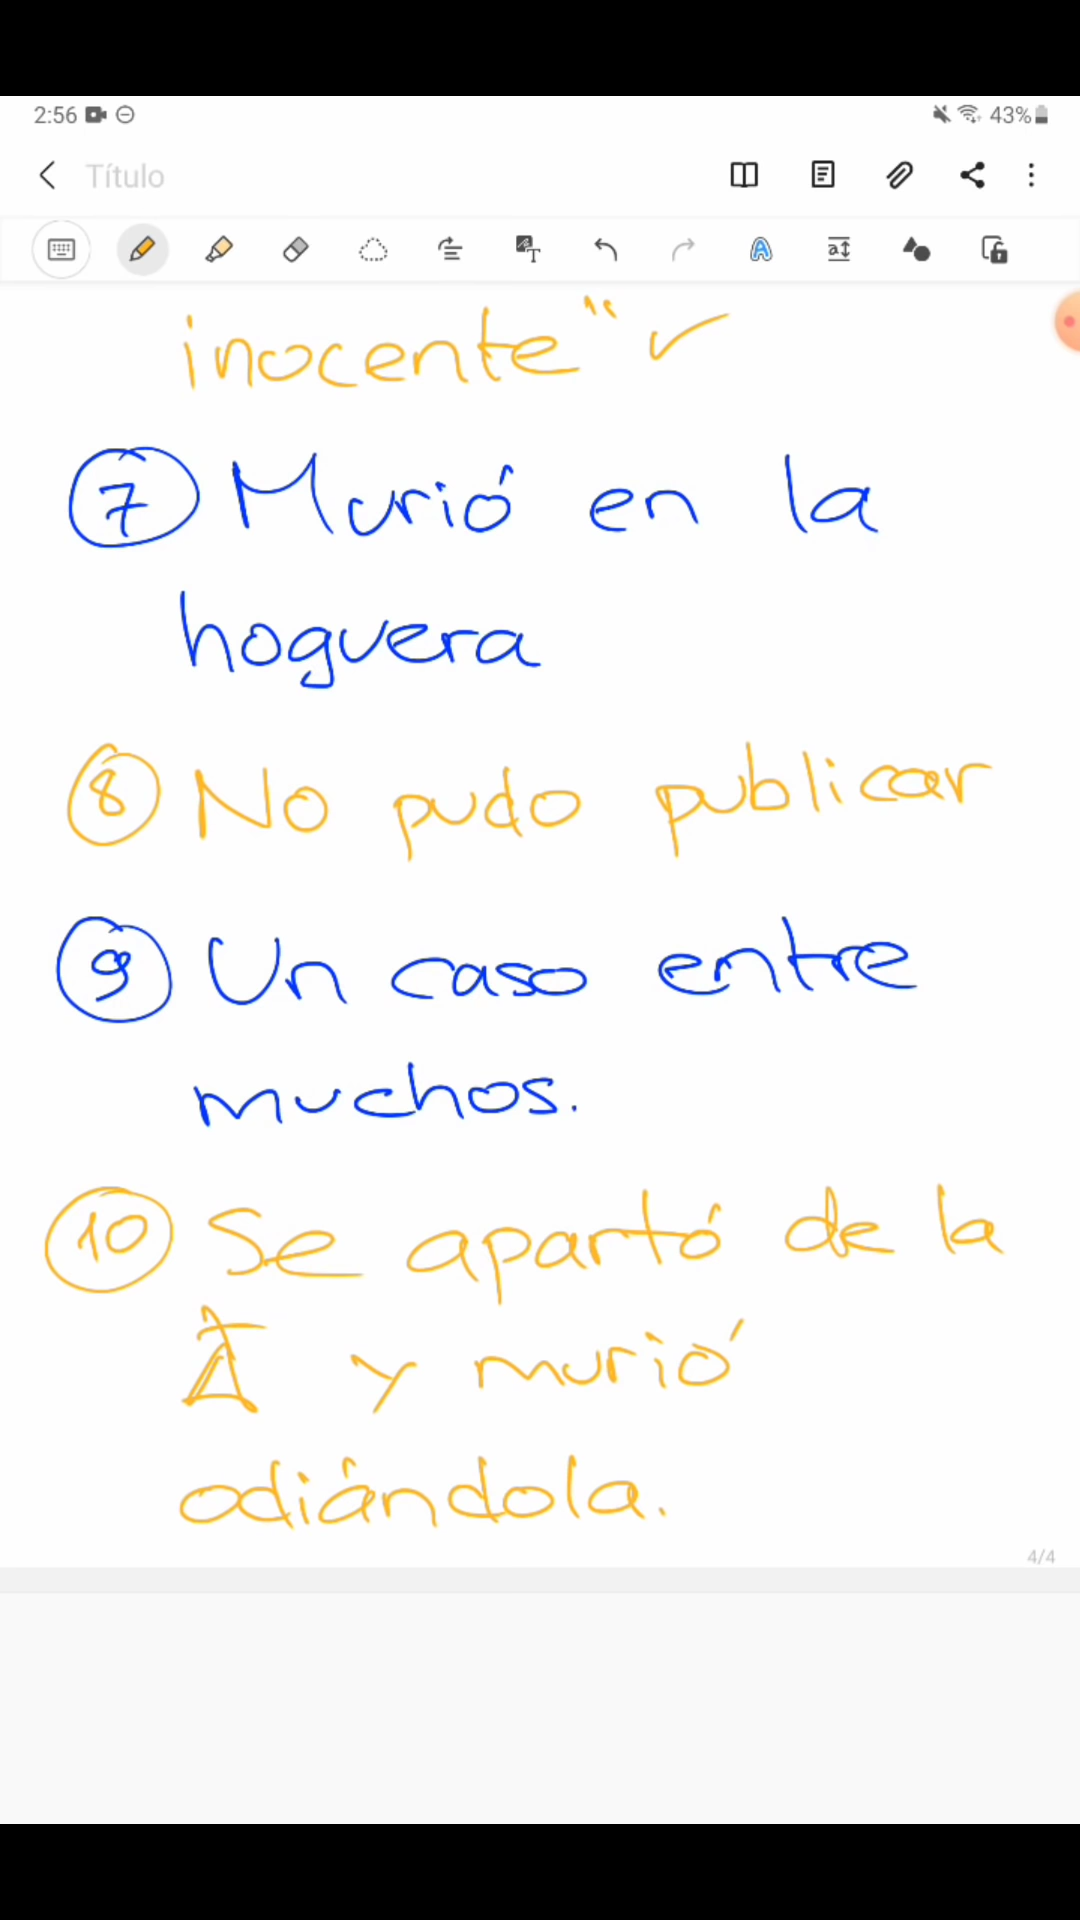 2:56 43%
Título
inocente" ✓
7 Murió en la
hoguera
8 No pudo publicar
9 Un caso entre
muchos.
10 Se apartó de la
y murió
odiándola.
4/4